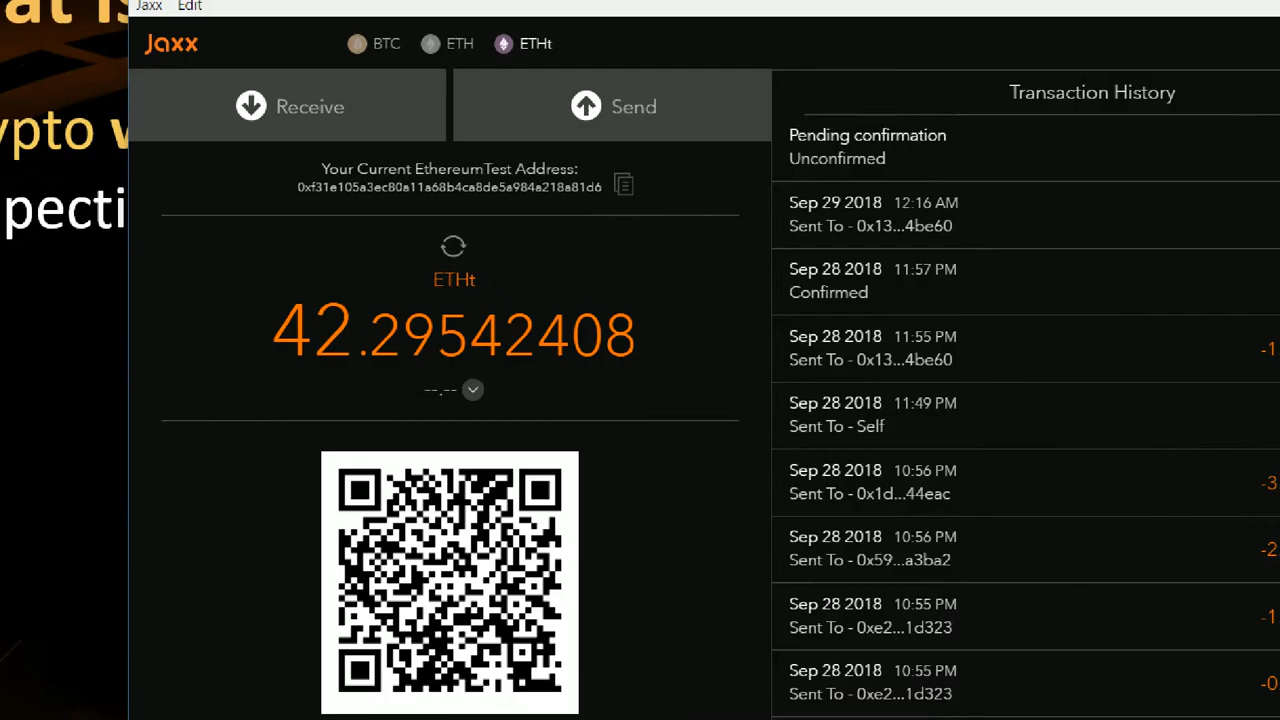 at is
ypto w
pecti
Jaxx Edit
Jaxx BTC ETH ETHt
Receive Send
Your Current EthereumTest Address:
0xf31e105a3ec80a11a68b4ca8de5a984a218a81d6
ETHt
42.29542408
--.--
Transaction History
Pending confirmation
Unconfirmed
Sep 29 2018 12:16 AM
Sent To - 0x13...4be60
Sep 28 2018 11:57 PM
Confirmed
Sep 28 2018 11:55 PM
Sent To - 0x13...4be60 -1
Sep 28 2018 11:49 PM
Sent To - Self
Sep 28 2018 10:56 PM
Sent To - 0x1d...44eac -3
Sep 28 2018 10:56 PM
Sent To - 0x59...a3ba2 -2
Sep 28 2018 10:55 PM
Sent To - 0xe2...1d323 -1
Sep 28 2018 10:55 PM
Sent To - 0xe2...1d323 -0